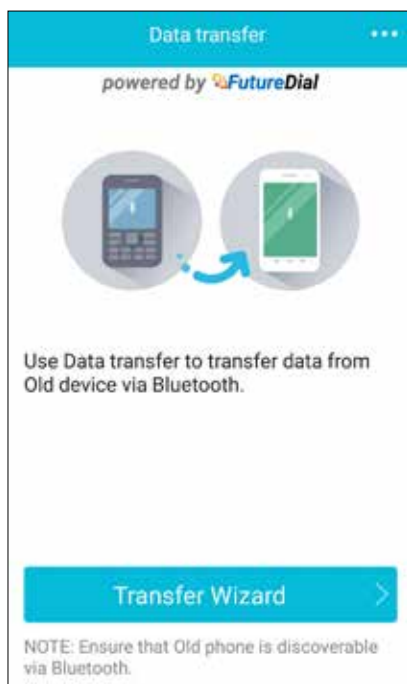 Data transfer
powered by FutureDial
Use Data transfer to transfer data from
Old device via Bluetooth.
Transfer Wizard
NOTE: Ensure that Old phone is discoverable
via Bluetooth.